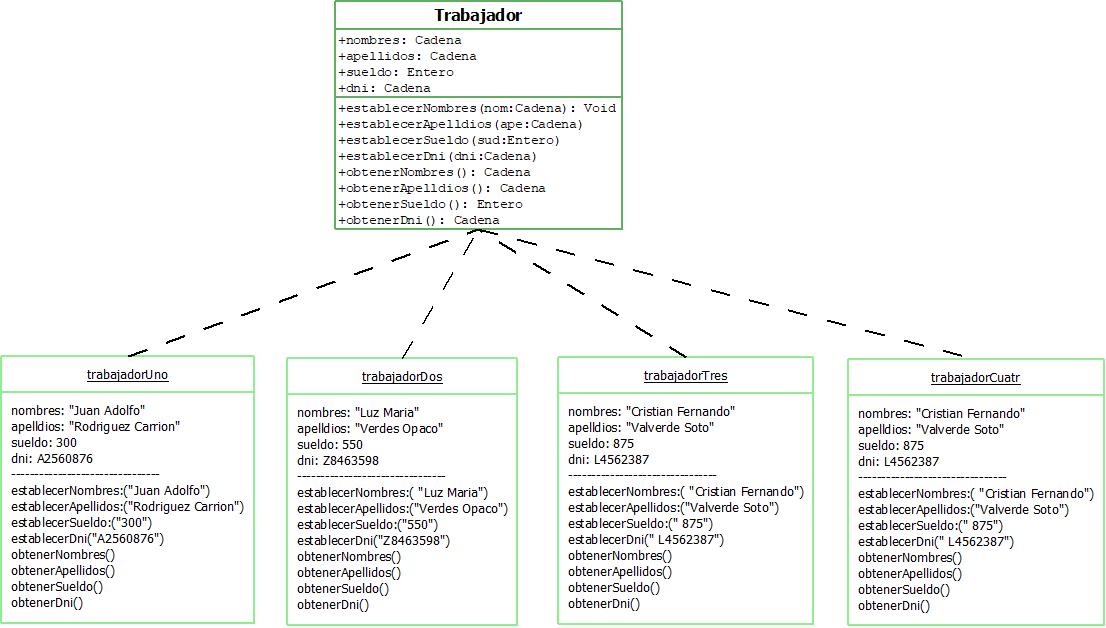 Trabajador
+nombres: Cadena
+apellidos: Cadena
+sueldo: Entero
+dni: Cadena
+establecerNombres(nom:Cadena): Void
+establecerApelldios(ape:Cadena)
+establecerSueldo(sud:Entero)
+establecerDni(dni:Cadena)
+obtenerNombres(): Cadena
+obtenerApelldios(): Cadena
+obtenerSueldo(): Entero
+obtenerDni(): Cadena
trabajadorUno
nombres: "Juan Adolfo"
apelldios: "Rodriguez Carrion"
sueldo: 300
dni: A2560876
--------------------------------
establecerNombres:("Juan Adolfo")
establecerApellidos:("Rodriguez Carrion")
establecerSueldo:("300")
establecerDni("A2560876")
obtenerNombres()
obtenerApellidos()
obtenerSueldo()
obtenerDni()
trabajadorDos
nombres: "Luz Maria"
apelldios: "Verdes Opaco"
sueldo: 550
dni: Z8463598
--------------------------------
establecerNombres:( "Luz Maria")
establecerApellidos:("Verdes Opaco")
establecerSueldo:("550")
establecerDni("Z8463598")
obtenerNombres()
obtenerApellidos()
obtenerSueldo()
obtenerDni()
trabajadorTres
nombres: "Cristian Fernando"
apelldios: "Valverde Soto"
sueldo: 875
dni: L4562387
--------------------------------
establecerNombres:( "Cristian Fernando")
establecerApellidos:("Valverde Soto")
establecerSueldo:(" 875")
establecerDni(" L4562387")
obtenerNombres()
obtenerApellidos()
obtenerSueldo()
obtenerDni()
trabajadorCuatr
nombres: "Cristian Fernando"
apelldios: "Valverde Soto"
sueldo: 875
dni: L4562387
--------------------------------
establecerNombres:( "Cristian Fernando")
establecerApellidos:("Valverde Soto")
establecerSueldo:(" 875")
establecerDni(" L4562387")
obtenerNombres()
obtenerApellidos()
obtenerSueldo()
obtenerDni()